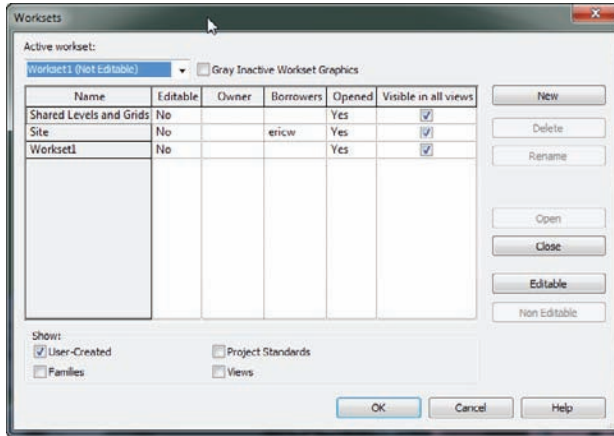 Worksets
Active workset:
Workset1 (Not Editable)
Gray Inactive Workset Graphics
Name Editable Owner Borrowers Opened Visible in all views
Shared Levels and Grids No Yes
Site No ericw Yes
Workset1 No Yes
New
Delete
Rename
Open
Close
Editable
Non Editable
Show:
User-Created Project Standards
Families Views
OK Cancel Help